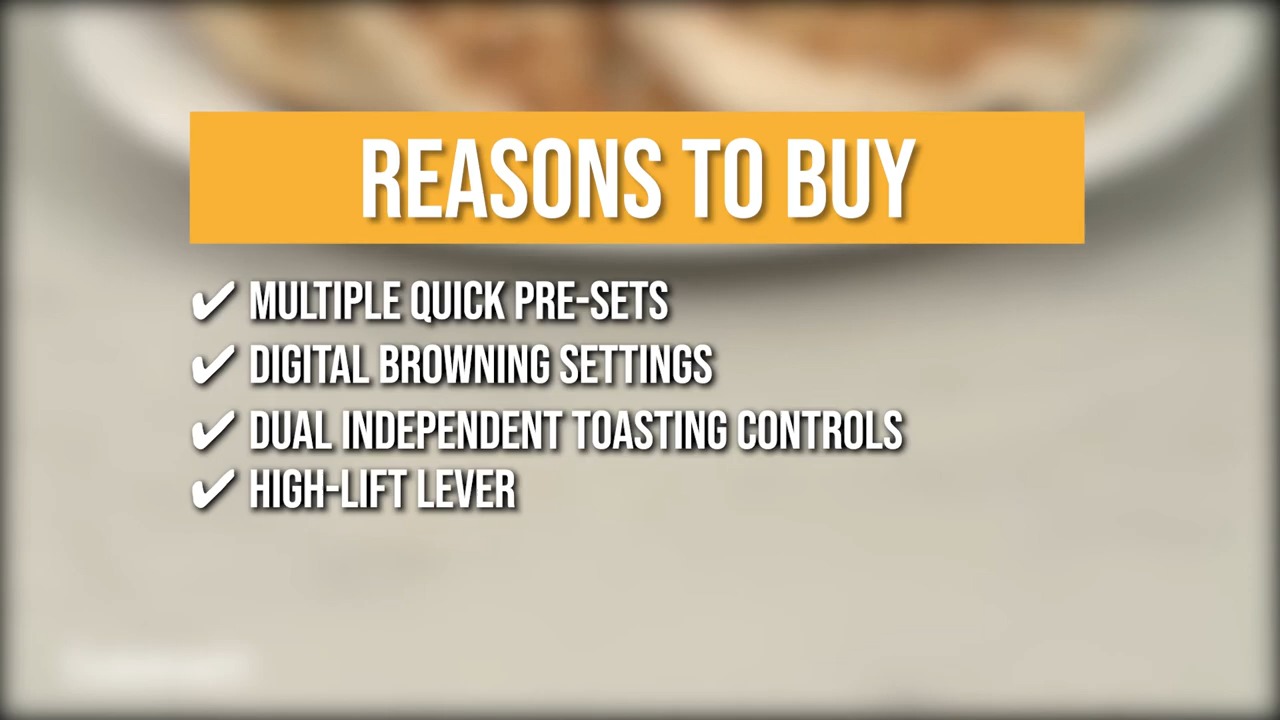 REASONS TO BUY
✔ MULTIPLE QUICK PRE-SETS
✔ DIGITAL BROWNING SETTINGS
✔ DUAL INDEPENDENT TOASTING CONTROLS
✔ HIGH-LIFT LEVER